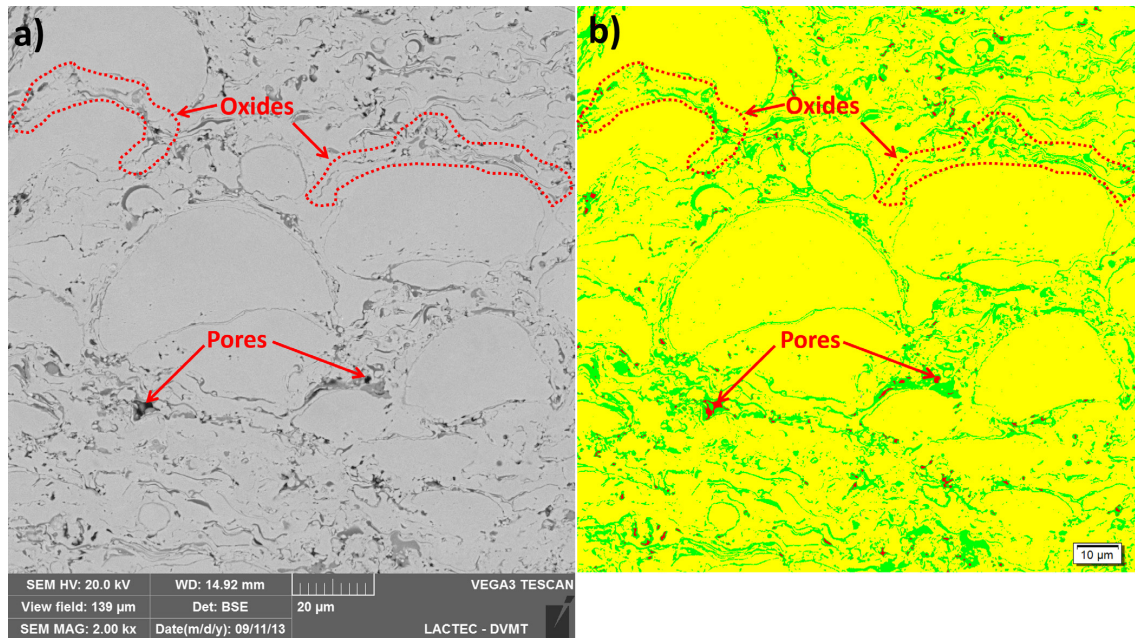 a)
Oxides
Pores
SEM HV: 20.0 kV
WD: 14.92 mm
VEGA3 TESCAN
View field: 139 µm
Det: BSE
20 µm
SEM MAG: 2.00 kx
Date(m/d/y): 09/11/13
LACTEC - DVMT
b)
Oxides
Pores
10 µm